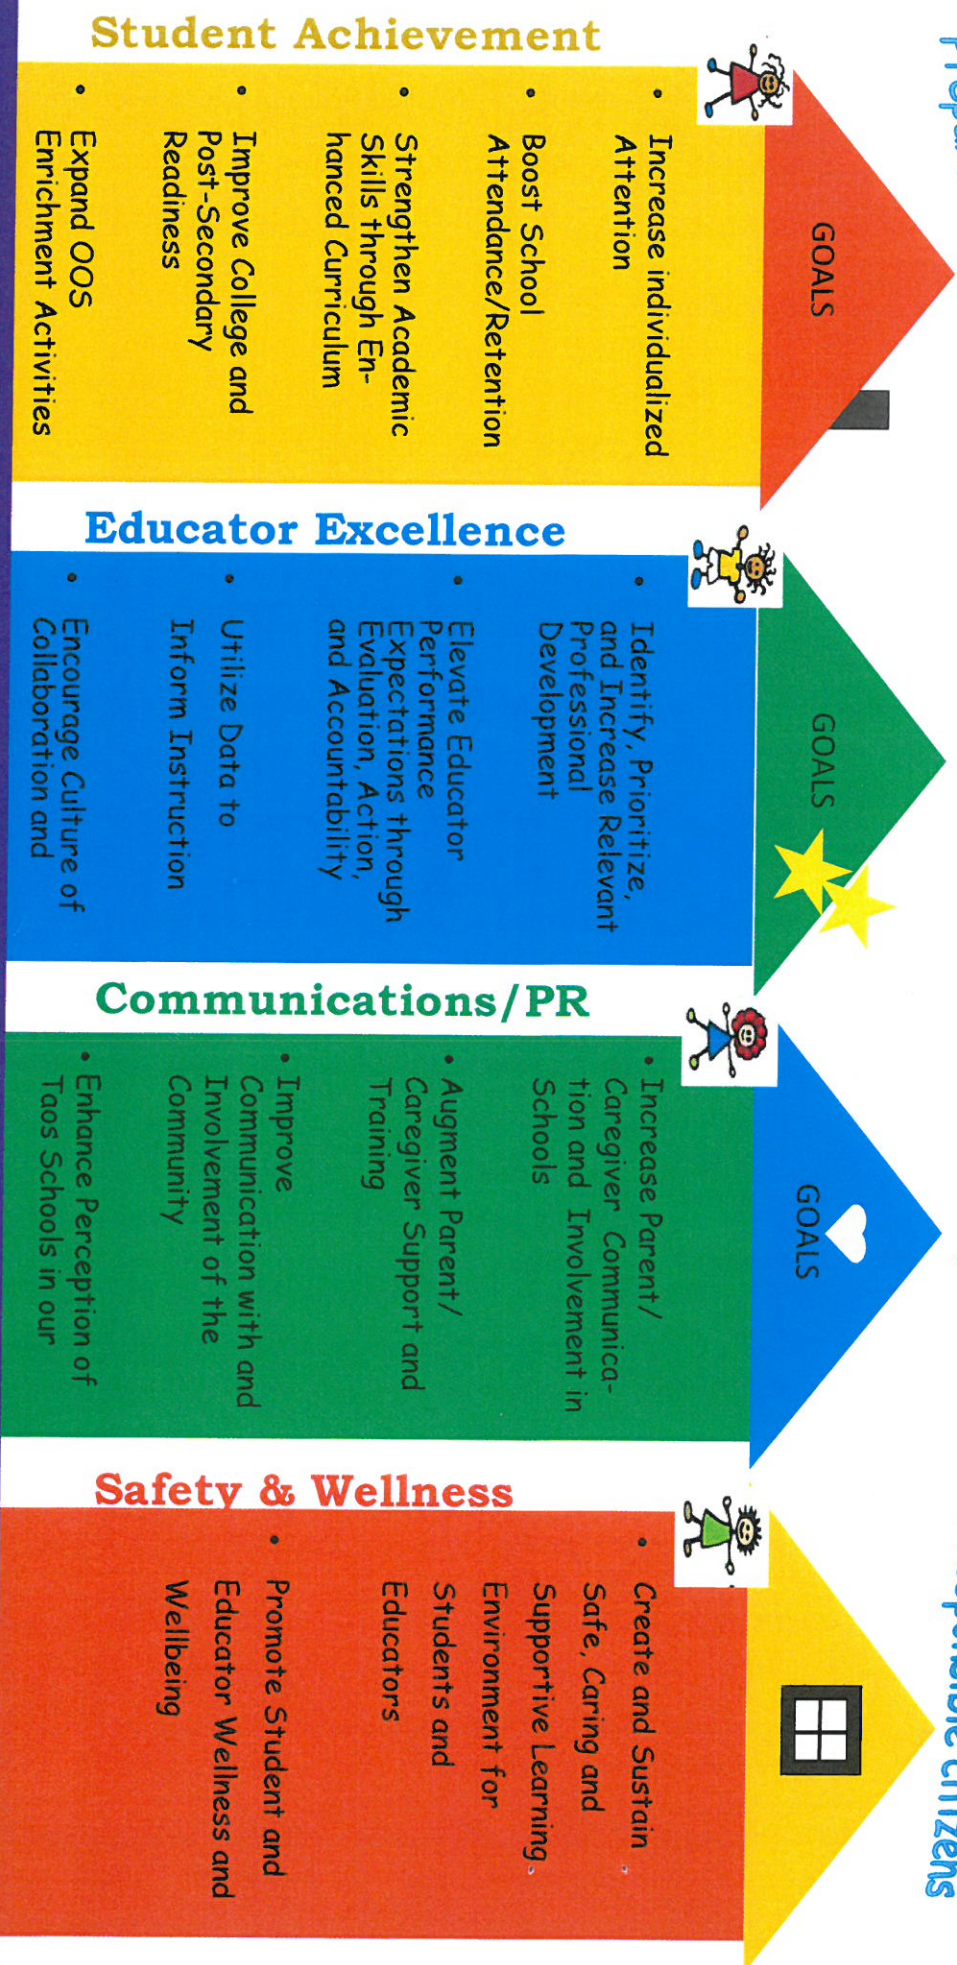 Responsible Citizens
Student Achievement
GOALS
• Increase individualized
Attention
• Boost School
Attendance/Retention
• Strengthen Academic
Skills through En-
hanced Curriculum
• Improve College and
Post-Secondary
Readiness
• Expand OOS
Enrichment Activities
Educator Excellence
GOALS
• Identify, Prioritize,
and Increase Relevant
Professional
Development
• Elevate Educator
Performance
Expectations through
Evaluation, Action,
and Accountability
• Utilize Data to
Inform Instruction
• Encourage Culture of
Collaboration and
Communications/PR
GOALS
• Increase Parent/
Caregiver Communica-
tion and Involvement in
Schools
• Augment Parent/
Caregiver Support and
Training
• Improve
Communication with and
Involvement of the
Community
• Enhance Perception of
Taos Schools in our
Safety & Wellness
• Create and Sustain
Safe, Caring and
Supportive Learning
Environment for
Students and
Educators
• Promote Student and
Educator Wellness and
Wellbeing